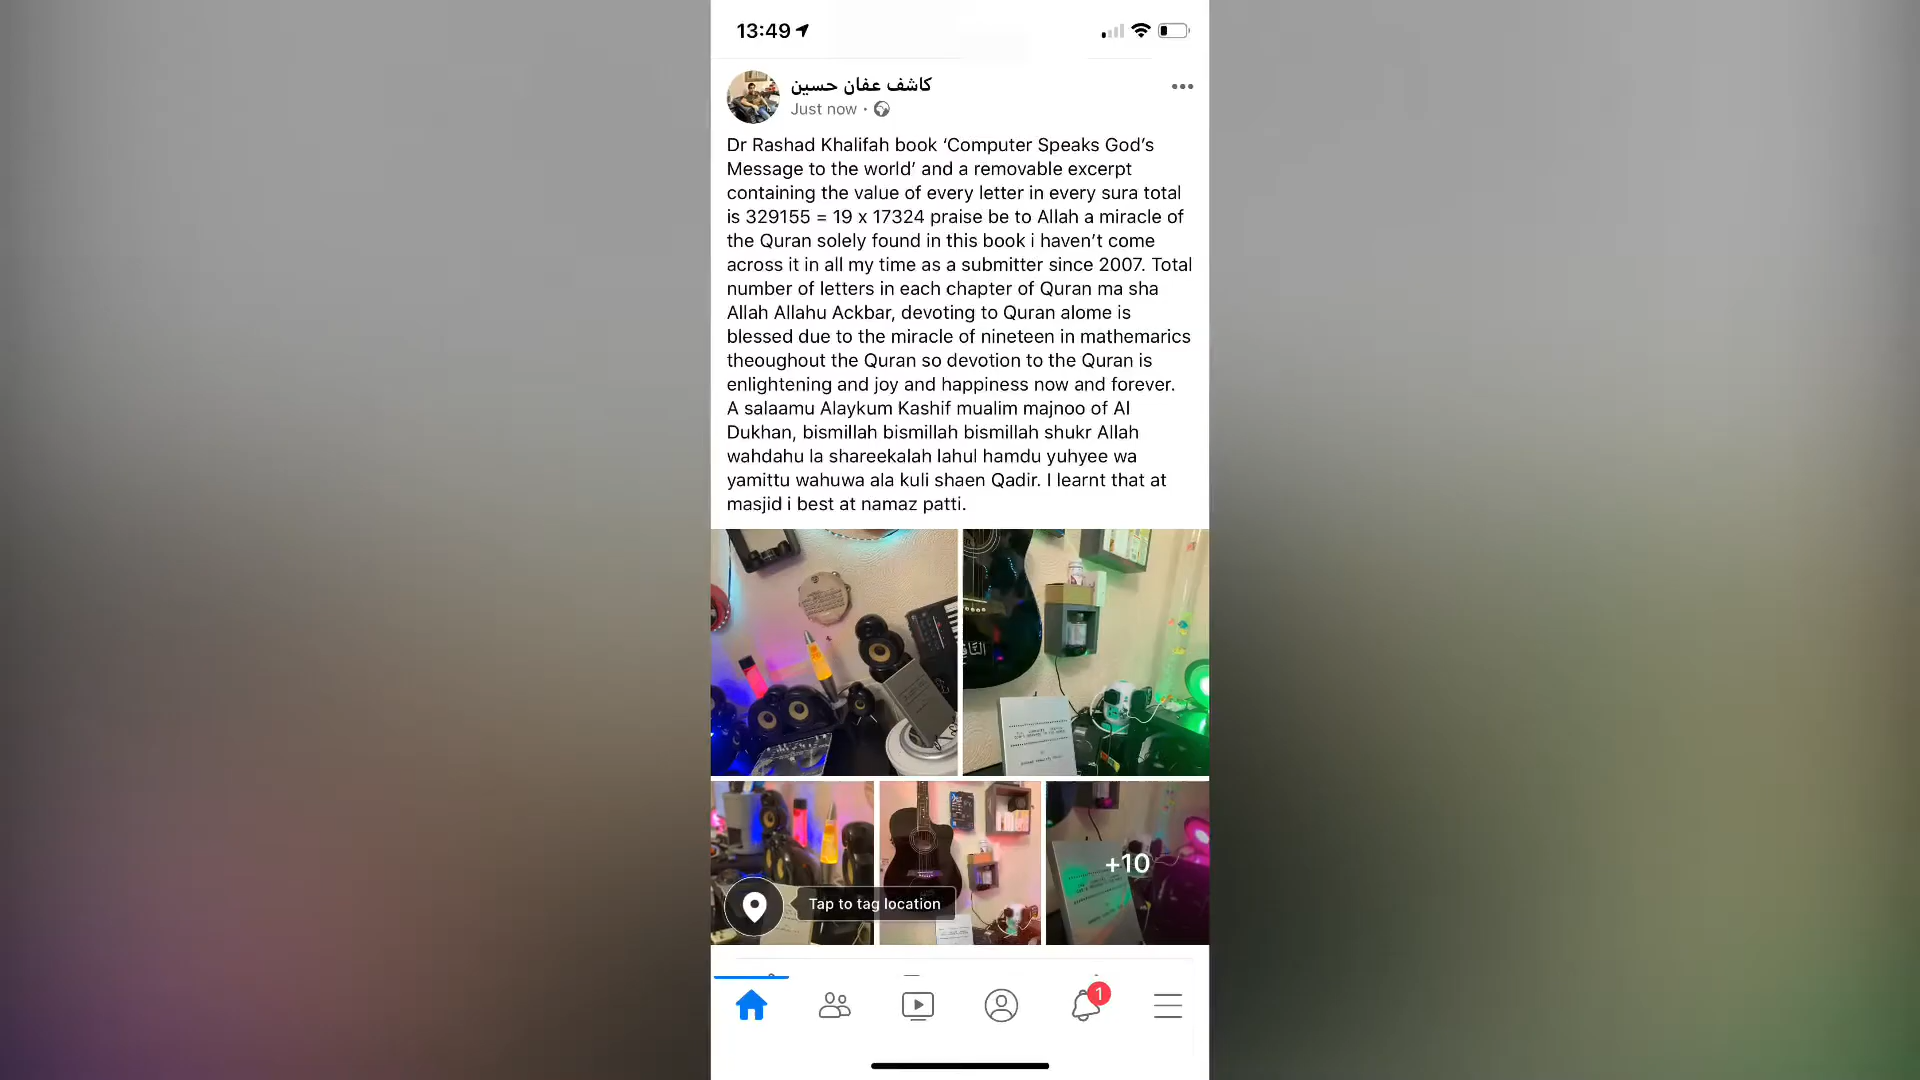 13:49
كاشف عفان حسين
Just now ·
Dr Rashad Khalifah book ‘Computer Speaks God’s
Message to the world’ and a removable excerpt
containing the value of every letter in every sura total
is 329155 = 19 x 17324 praise be to Allah a miracle of
the Quran solely found in this book i haven’t come
across it in all my time as a submitter since 2007. Total
number of letters in each chapter of Quran ma sha
Allah Allahu Ackbar, devoting to Quran alome is
blessed due to the miracle of nineteen in mathemarics
theoughout the Quran so devotion to the Quran is
enlightening and joy and happiness now and forever.
A salaamu Alaykum Kashif mualim majnoo of Al
Dukhan, bismillah bismillah bismillah shukr Allah
wahdahu la shareekalah lahul hamdu yuhyee wa
yamittu wahuwa ala kuli shaen Qadir. I learnt that at
masjid i best at namaz patti.
+10
Tap to tag location
1